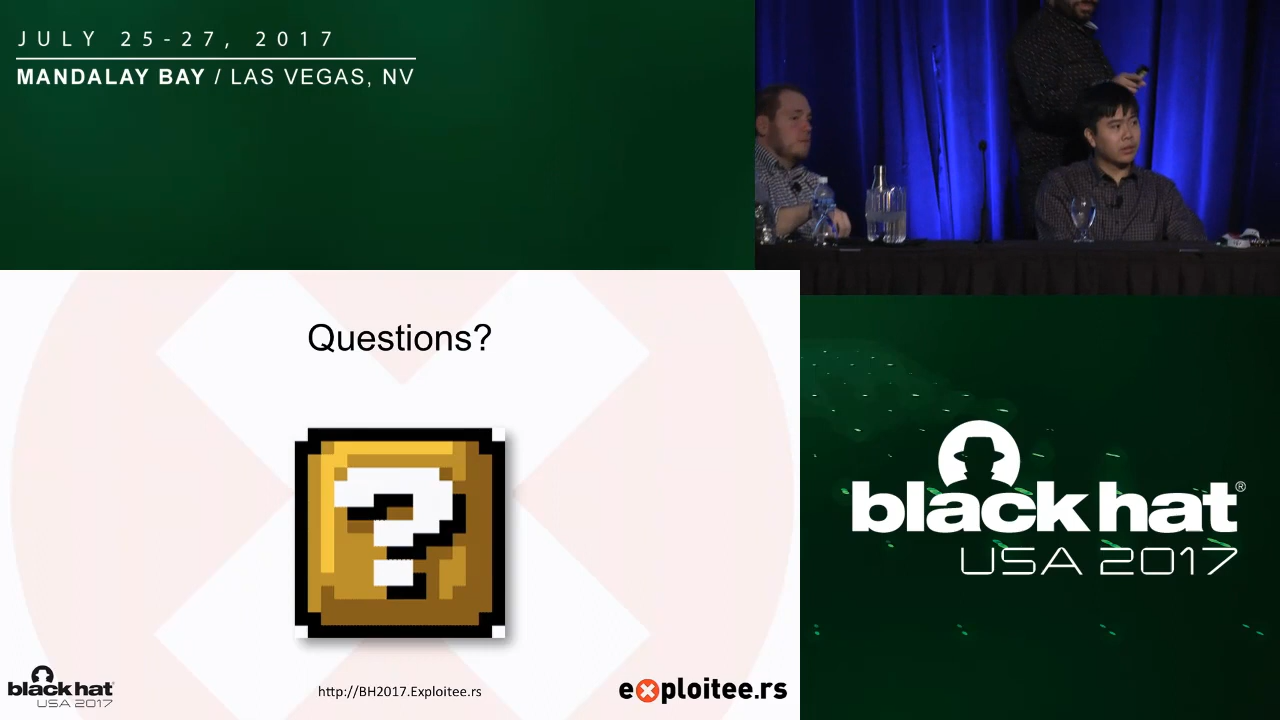 JULY 25-27, 2017
MANDALAY BAY / LAS VEGAS, NV
Questions?
?
black hat
USA 2017
http://BH2017.Exploitee.rs
exploitee.rs
black hat®
USA 2017